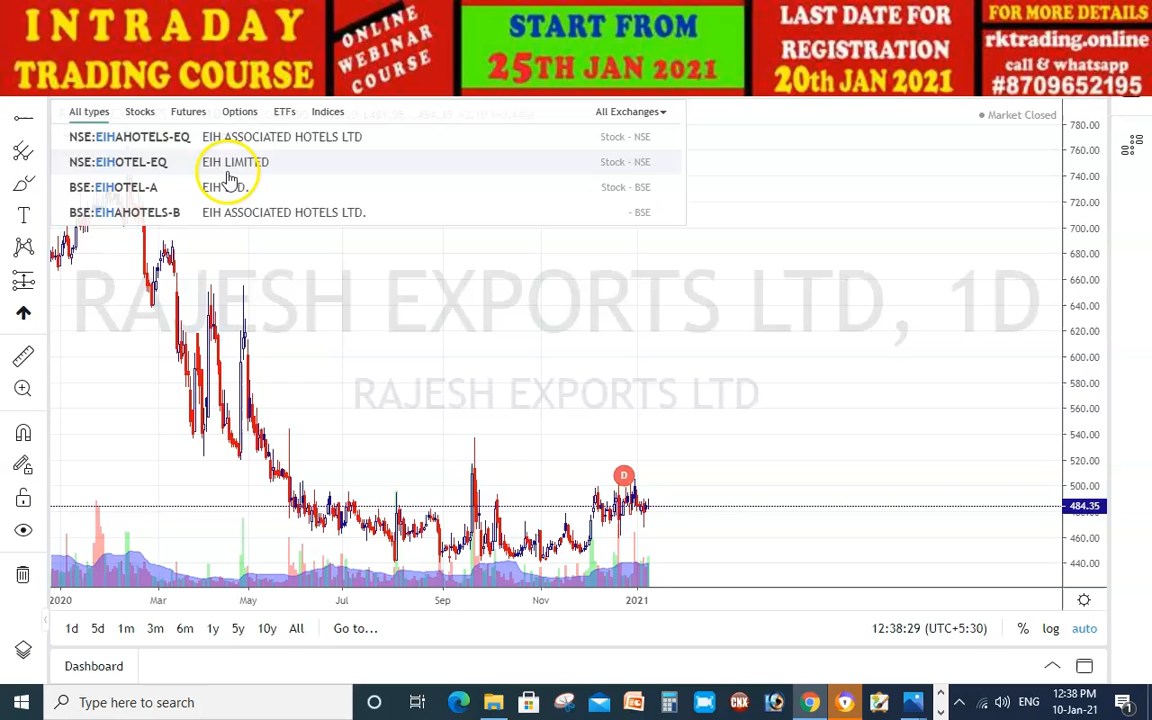 INTRADAY
TRADING COURSE
ONLINE
WEBINAR
COURSE
START FROM
25TH JAN 2021
LAST DATE FOR
REGISTRATION
20th JAN 2021
FOR MORE DETAILS
rktrading.online
call & whatsapp
#8709652195
All types Stocks Futures Options ETFs Indices All Exchanges
NSE:EIHAHOTELS-EQ EIH ASSOCIATED HOTELS LTD Stock - NSE
NSE:EIHOTEL-EQ EIH LIMITED Stock - NSE
BSE:EIHOTEL-A EIH Stock - BSE
BSE:EIHAHOTELS-B EIH ASSOCIATED HOTELS LTD. - BSE
Market Closed
780.00
760.00
740.00
720.00
700.00
680.00
660.00
640.00
620.00
600.00
580.00
560.00
540.00
520.00
500.00
484.35
460.00
440.00
RAJESH EXPORTS LTD, 1D
RAJESH EXPORTS LTD
D
2020 Mar May Jul Sep Nov 2021
1d 5d 1m 3m 6m 1y 5y 10y All Go to... 12:38:29 (UTC+5:30) % log auto
Dashboard
Type here to search
CNX
ENG
12:38 PM
10-Jan-21
1